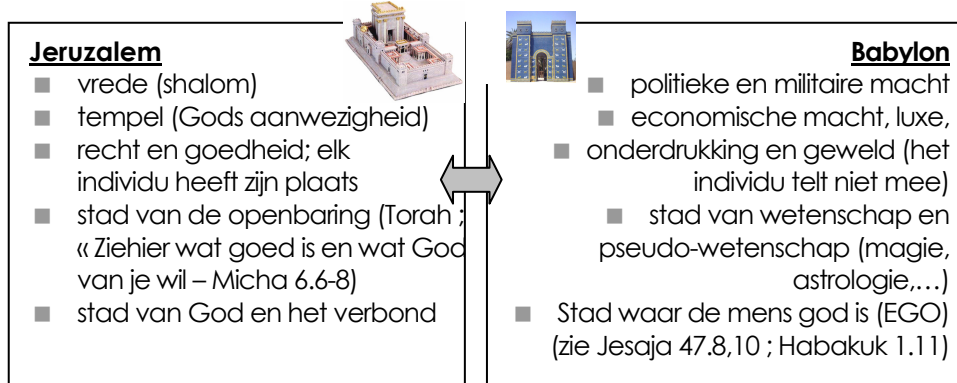 Jeruzalem
■ vrede (shalom)
■ tempel (Gods aanwezigheid)
■ recht en goedheid; elk
individu heeft zijn plaats
■ stad van de openbaring (Torah ;
« Ziehier wat goed is en wat God
van je wil – Micha 6.6-8)
■ stad van God en het verbond
Babylon
■ politieke en militaire macht
■ economische macht, luxe,
■ onderdrukking en geweld (het
individu telt niet mee)
■ stad van wetenschap en
pseudo-wetenschap (magie,
astrologie,…)
■ Stad waar de mens god is (EGO)
(zie Jesaja 47.8,10 ; Habakuk 1.11)